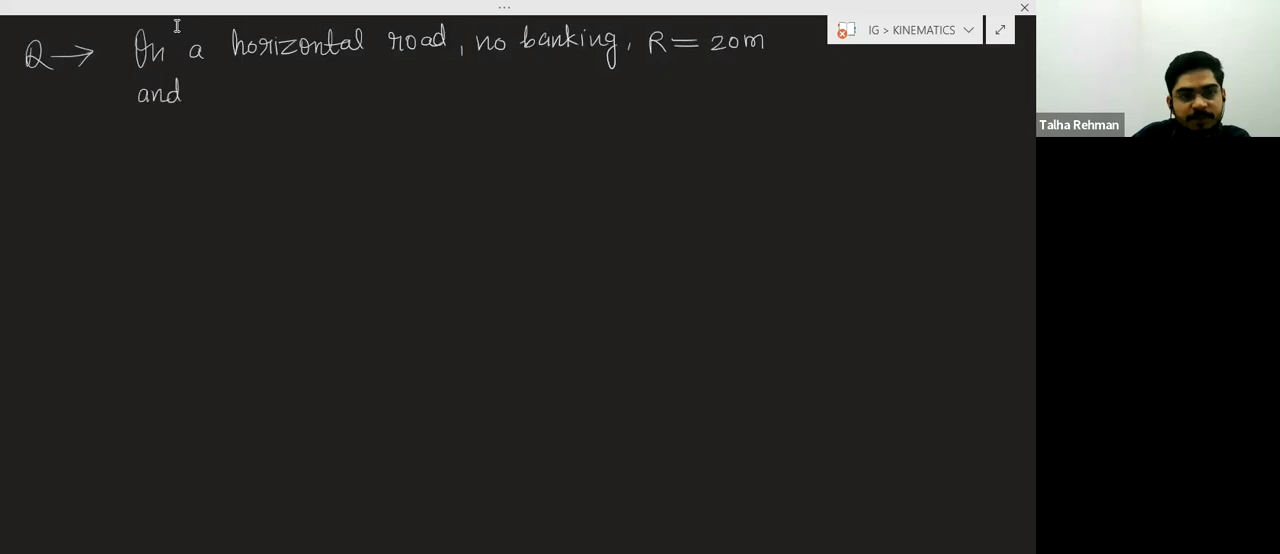 IG > KINEMATICS
Q → On a horizontal road, no banking, R = 20m
and
Talha Rehman